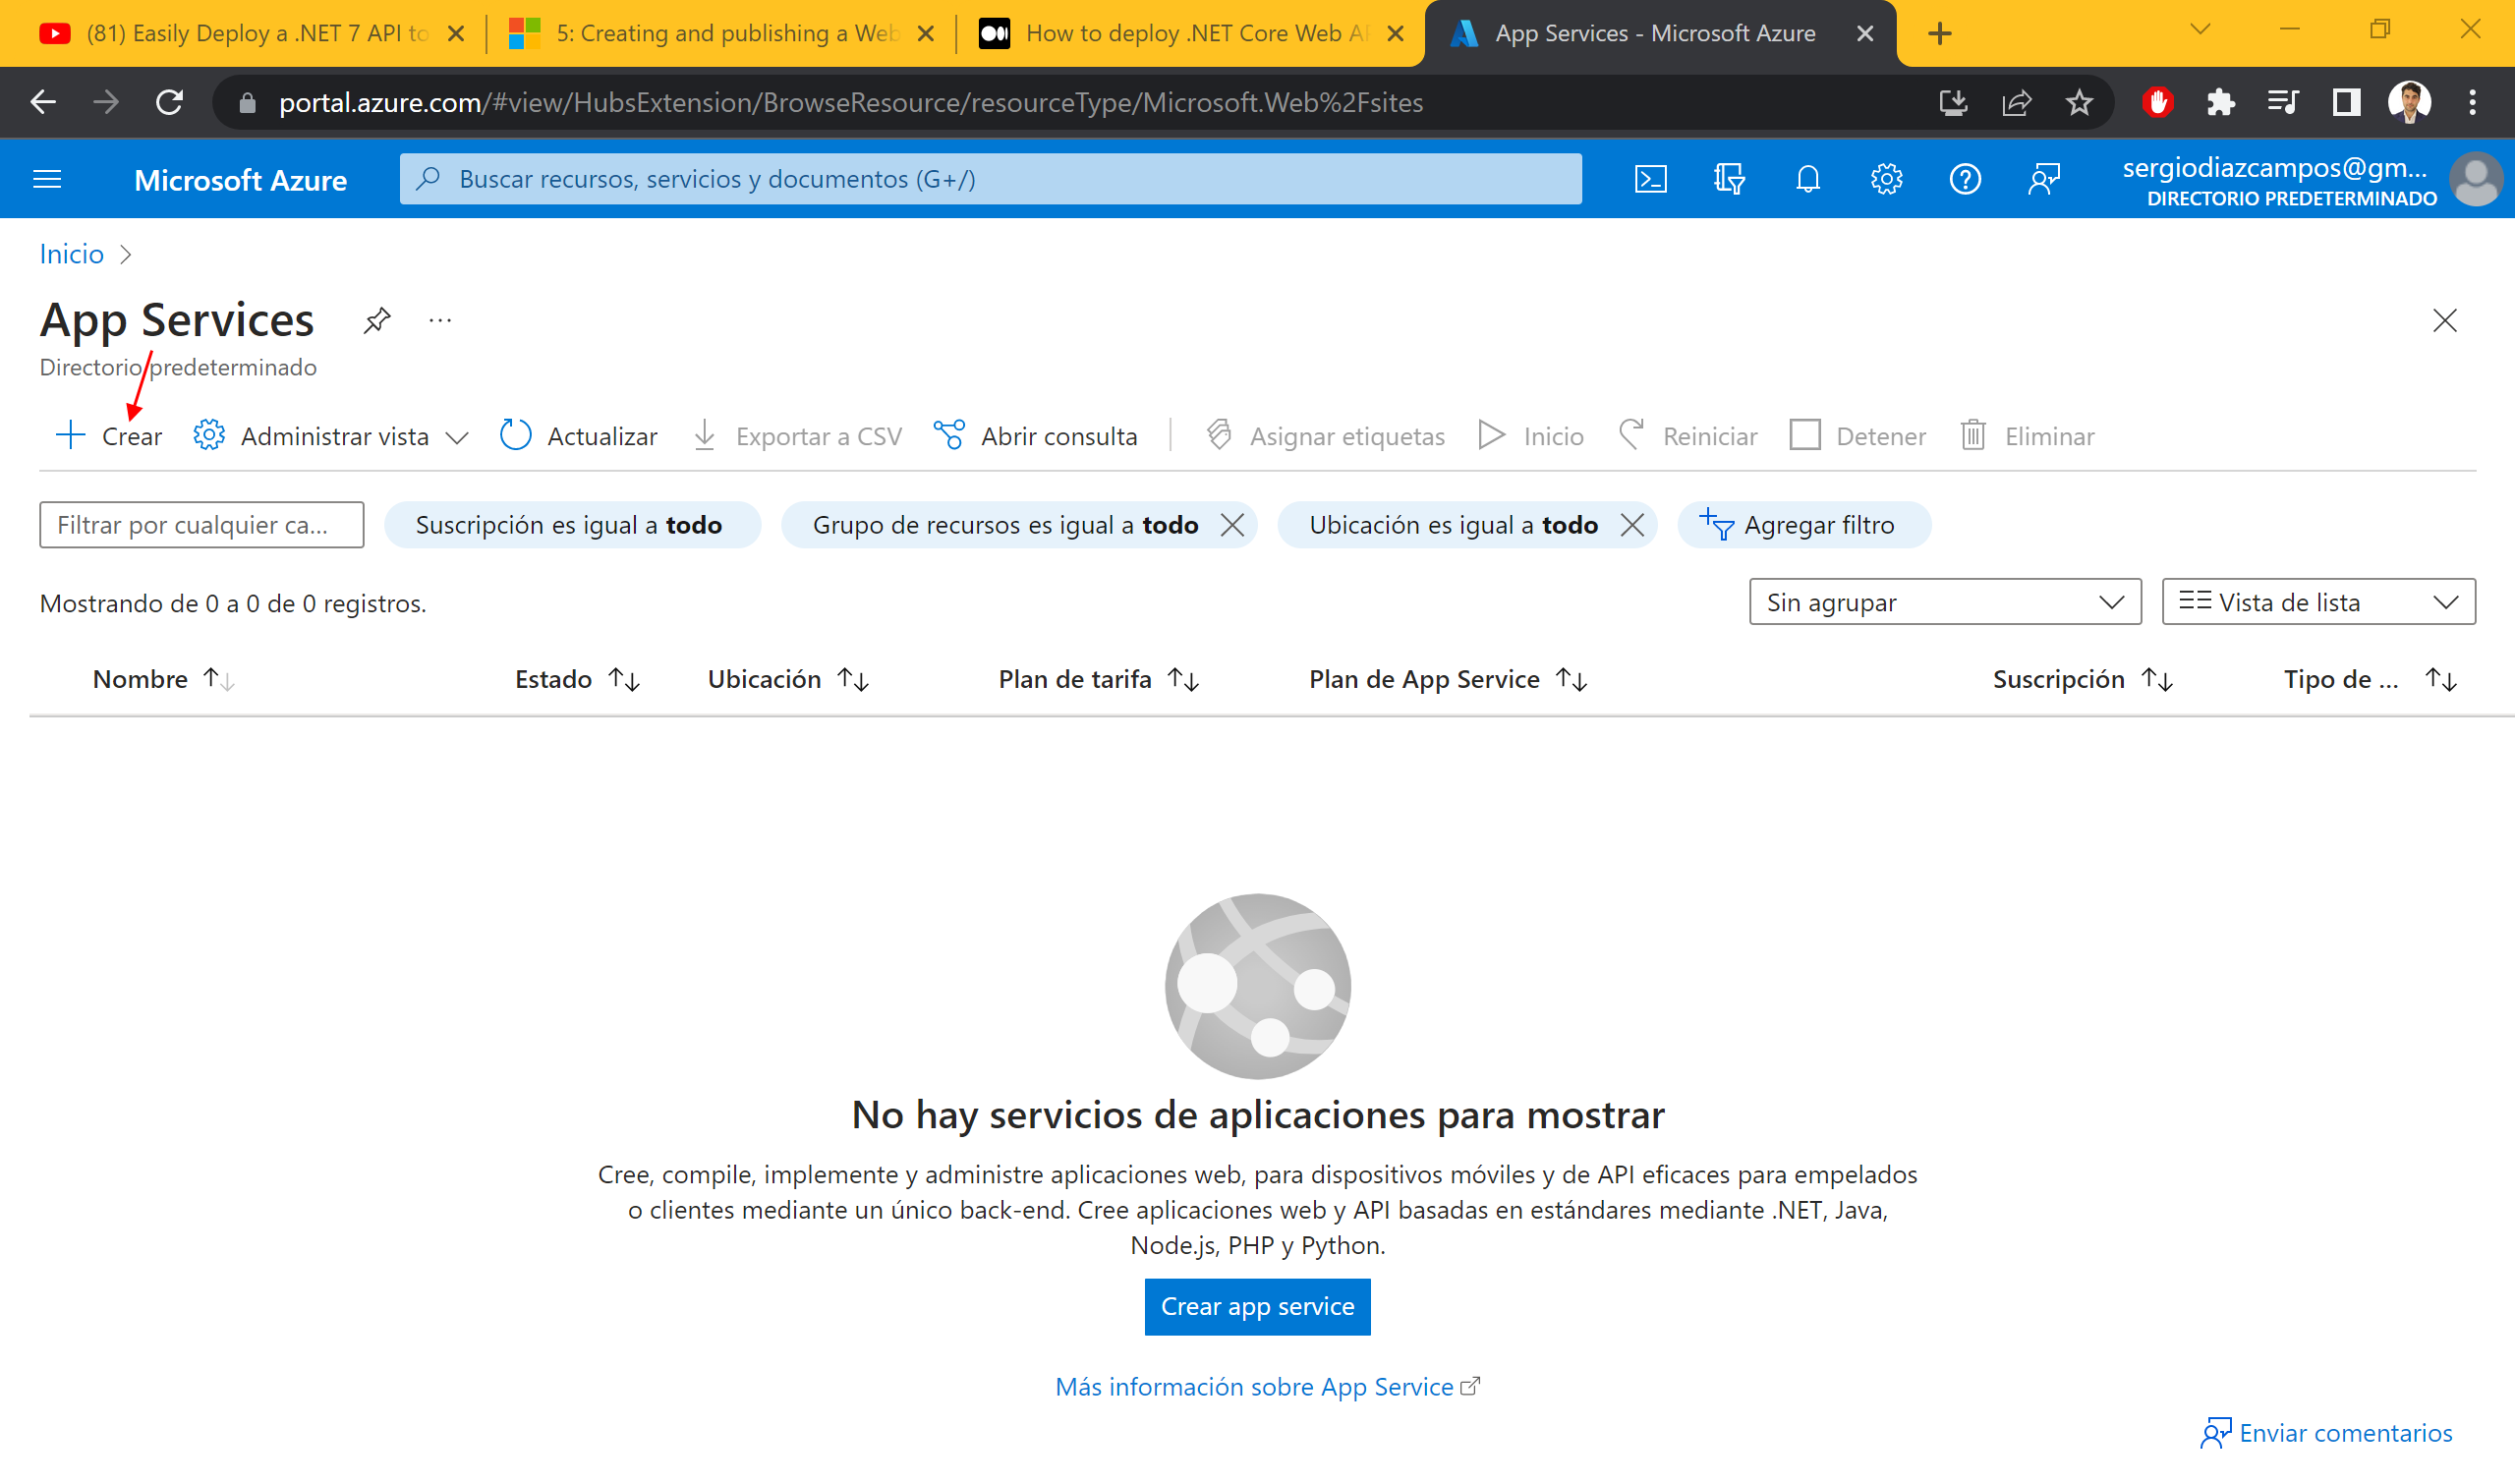 (81) Easily Deploy a .NET 7 API to
5: Creating and publishing a Web
How to deploy .NET Core Web AP
App Services - Microsoft Azure
portal.azure.com/#view/HubsExtension/BrowseResource/resourceType/Microsoft.Web%2Fsites
Microsoft Azure
Buscar recursos, servicios y documentos (G+/)
sergiodiazcampos@gm...
DIRECTORIO PREDETERMINADO
Inicio
App Services
Directorio predeterminado
Crear
Administrar vista
Actualizar
Exportar a CSV
Abrir consulta
Asignar etiquetas
Inicio
Reiniciar
Detener
Eliminar
Filtrar por cualquier ca...
Suscripción es igual a todo
Grupo de recursos es igual a todo
Ubicación es igual a todo
Agregar filtro
Mostrando de 0 a 0 de 0 registros.
Sin agrupar
Vista de lista
Nombre
Estado
Ubicación
Plan de tarifa
Plan de App Service
Suscripción
Tipo de ...
No hay servicios de aplicaciones para mostrar
Cree, compile, implemente y administre aplicaciones web, para dispositivos móviles y de API eficaces para empelados
o clientes mediante un único back-end. Cree aplicaciones web y API basadas en estándares mediante .NET, Java,
Node.js, PHP y Python.
Crear app service
Más información sobre App Service
Enviar comentarios